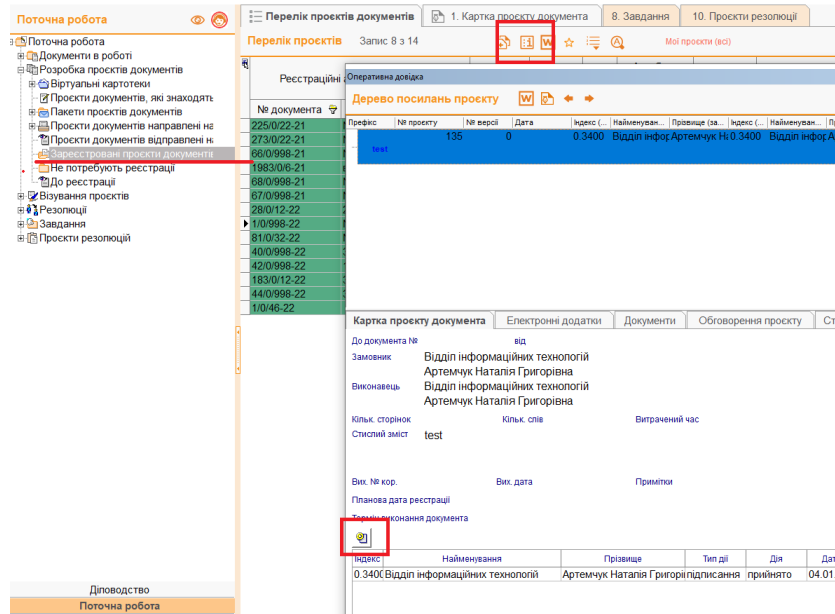 Поточна робота
Перелік проєктів документів
1. Картка проєкту документа
8. Завдання
10. Проєкти резолюції
Перелік проєктів
Запис 8 з 14
Мої проєкти (всі)
Поточна робота
Документи в роботі
Розробка проєктів документів
Віртуальні картотеки
Проєкти документів, які знаходять
Пакети проєктів документів
Проєкти документів направлені на
Проєкти документів відправлені н
Зареєстровані проєкти документи
Не потребують реєстрації
До реєстрації
Візування проєктів
Резолюції
Завдання
Проєкти резолюцій
Реєстраційні
№ документа
225/0/22-21
273/0/22-21
66/0/998-21
1983/0/6-21
68/0/998-21
67/0/998-21
28/0/12-22
1/0/998-22
81/0/32-22
40/0/998-22
42/0/998-22
183/0/12-22
44/0/998-22
1/0/46-22
Оперативна довідка
Дерево посилань проєкту
Префікс № проєкту № версії Дата Індекс (... Найменуван... Прізвище (за... Індекс (... Найменуван... П
135 0 0.3400 Відділ інфор Артемчук На 0.3400 Відділ інфор А
test
Картка проєкту документа
Електронні додатки
Документи
Обговорення проєкту
Ст
До документа № від
Замовник Відділ інформаційних технологій
Артемчук Наталія Григорівна
Виконавець Відділ інформаційних технологій
Артемчук Наталія Григорівна
Кільк. сторінок Кільк. слів Витрачений час
Стислий зміст test
Вих. № кор. Вих. дата Примітки
Планова дата реєстрації
Термін виконання документа
Індекс Найменування Прізвище Тип дії Дія Дат
0.3400 Відділ інформаційних технологій Артемчук Наталія Григорі підписання прийнято 04.01
Діловодство
Поточна робота